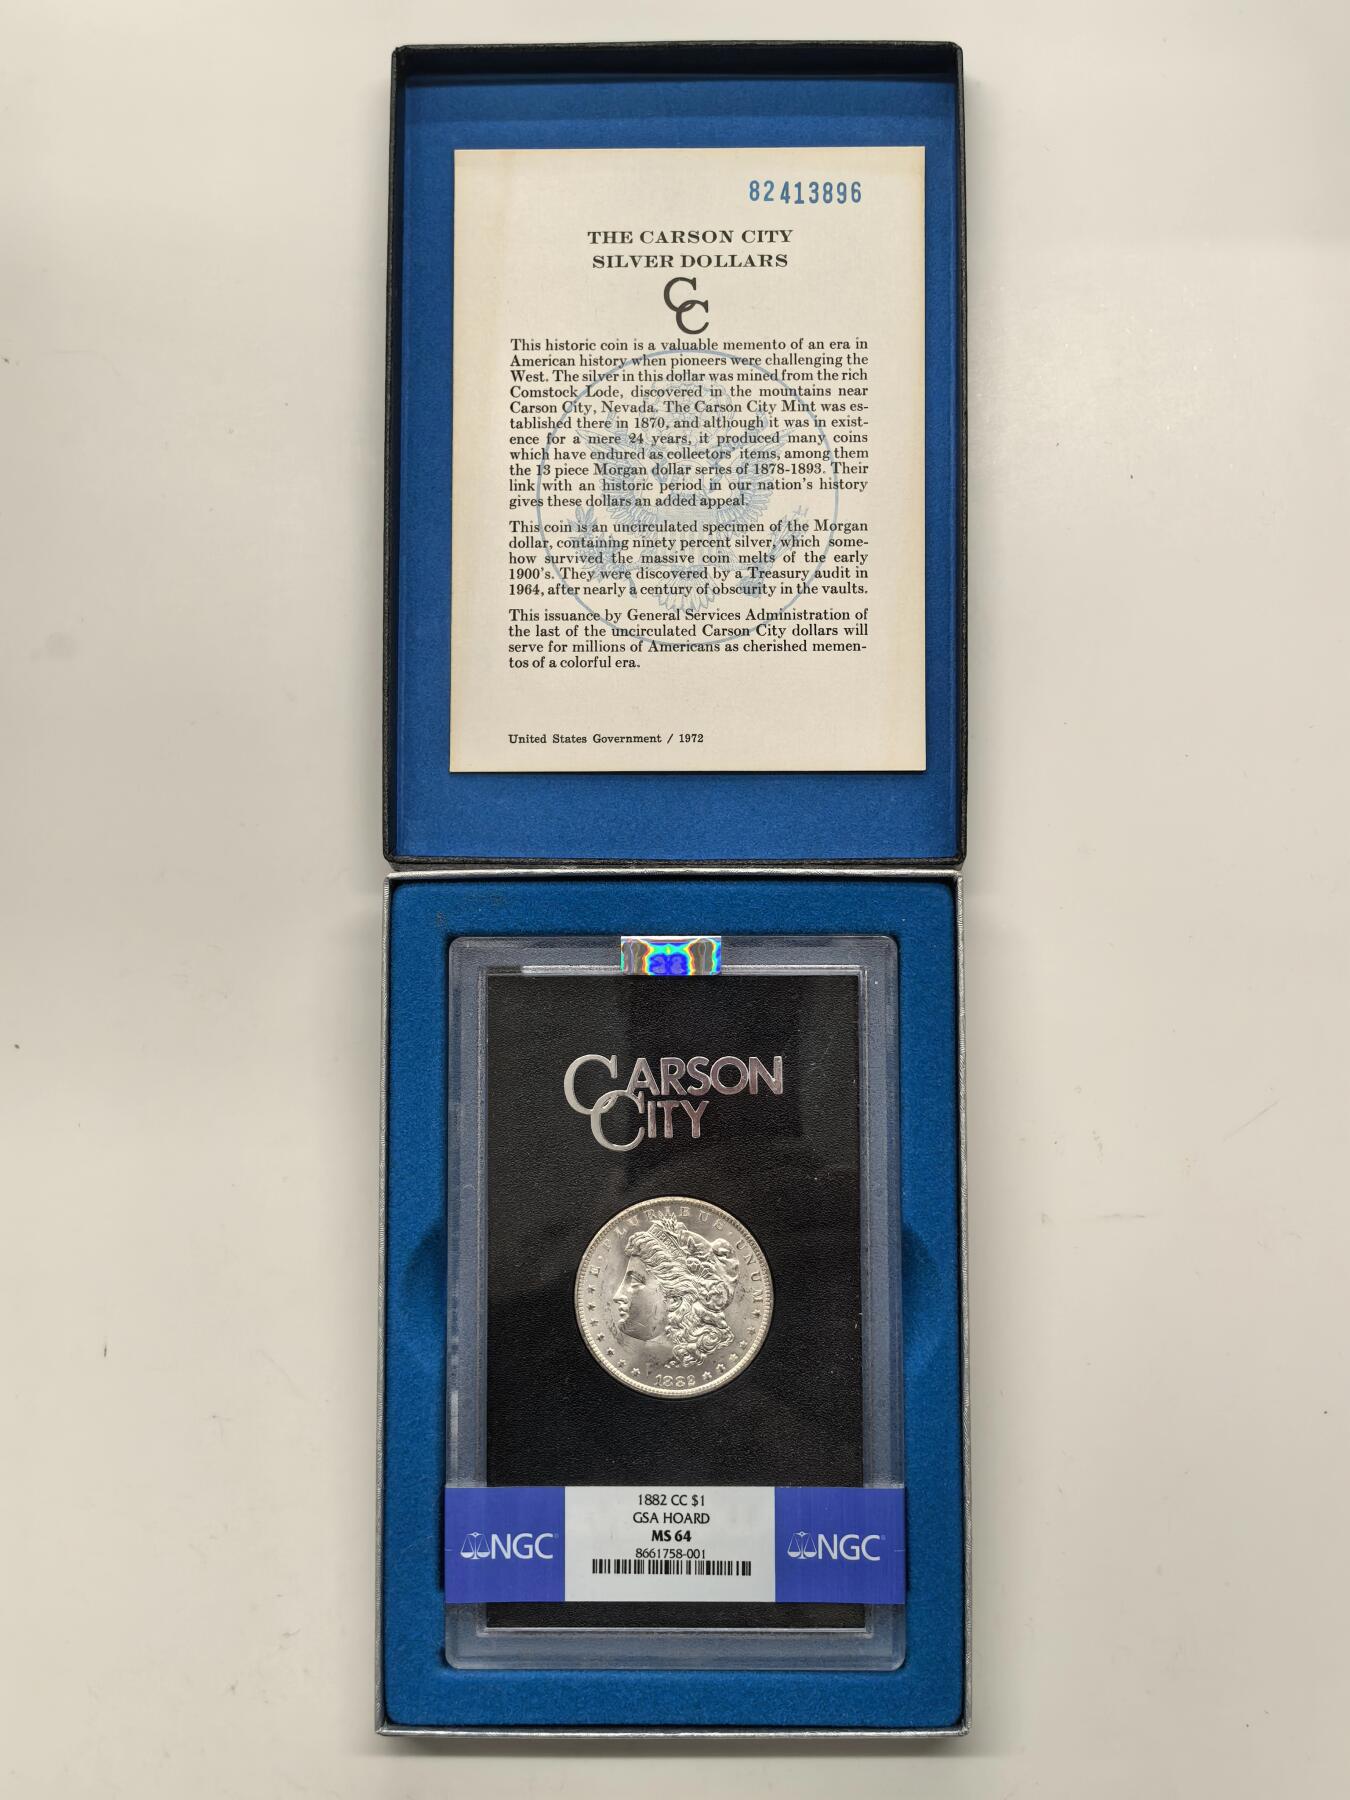 82413896
THE CARSON CITY
SILVER DOLLARS
CC
This historic coin is a valuable memento of an era in
American history when pioneers were challenging the
West. The silver in this dollar was mined from the rich
Comstock Lode, discovered in the mountains near
Carson City, Nevada. The Carson City Mint was es-
tablished there in 1870, and although it was in exist-
ence for a mere 24 years, it produced many coins
which have endured as collectors' items, among them
the 13 piece Morgan dollar series of 1878-1893. Their
link with an historic period in our nation's history
gives these dollars an added appeal.
This coin is an uncirculated specimen of the Morgan
dollar, containing ninety percent silver, which some-
how survived the massive coin melts of the early
1900's. They were discovered by a Treasury audit in
1964, after nearly a century of obscurity in the vaults.
This issuance by General Services Administration of
the last of the uncirculated Carson City dollars will
serve for millions of Americans as cherished memen-
tos of a colorful era.
United States Government / 1972
CARSON
CITY
E·PLURIBUS·UNUM
1882
1882 CC $1
GSA HOARD
MS 64
8661758-001
NGC
NGC